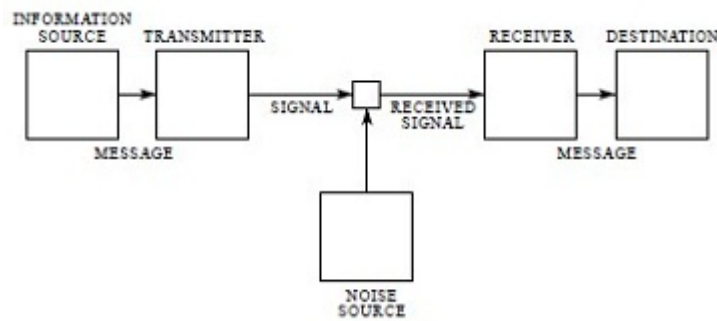 INFORMATION
SOURCE
TRANSMITTER
RECEIVER
DESTINATION
SIGNAL
RECEIVED
SIGNAL
MESSAGE
MESSAGE
NOISE
SOURCE